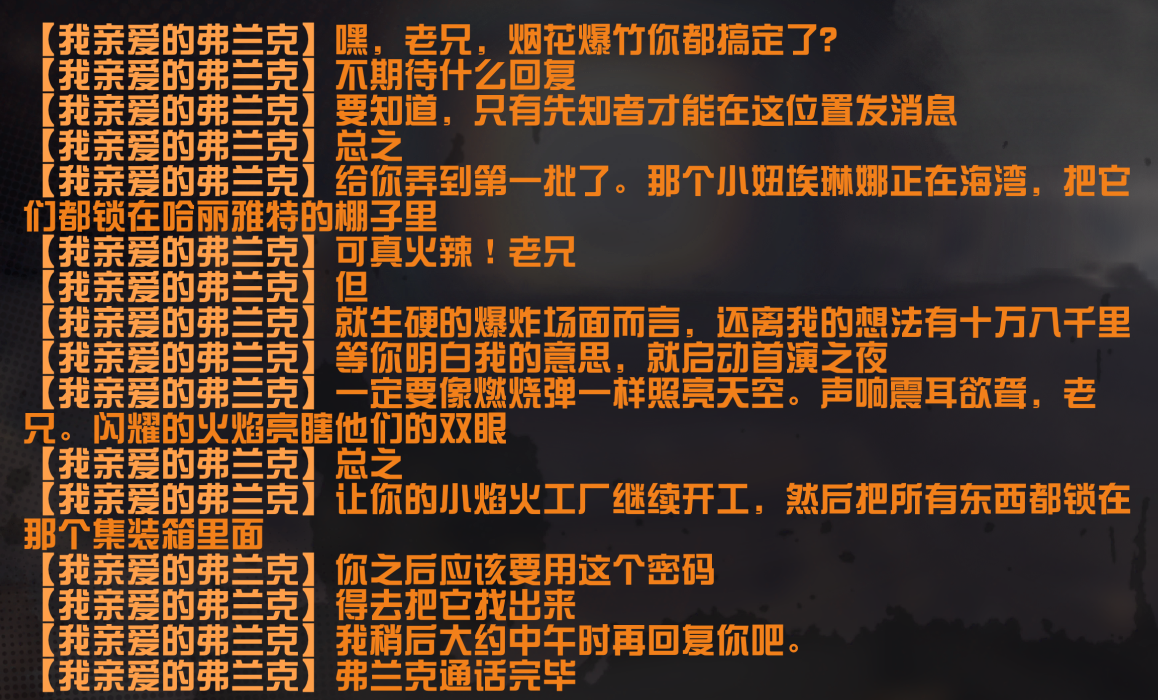 【我亲爱的弗兰克】嘿，老兄，烟花爆竹你都搞定了？
【我亲爱的弗兰克】不期待什么回复
【我亲爱的弗兰克】要知道，只有先知者才能在这位置发消息
【我亲爱的弗兰克】总之
【我亲爱的弗兰克】给你弄到第一批了。那个小妞埃琳娜正在海湾，把它
们都锁在哈丽雅特的棚子里
【我亲爱的弗兰克】可真火辣！老兄
【我亲爱的弗兰克】但
【我亲爱的弗兰克】就生硬的爆炸场面而言，还离我的想法有十万八千里
【我亲爱的弗兰克】等你明白我的意思，就启动首演之夜
【我亲爱的弗兰克】一定要像燃烧弹一样照亮天空。声响震耳欲聋，老
兄。闪耀的火焰亮瞎他们的双眼
【我亲爱的弗兰克】总之
【我亲爱的弗兰克】让你的小焰火工厂继续开工，然后把所有东西都锁在
那个集装箱里面
【我亲爱的弗兰克】你之后应该要用这个密码
【我亲爱的弗兰克】得去把它找出来
【我亲爱的弗兰克】我稍后大约中午时再回复你吧。
【我亲爱的弗兰克】弗兰克通话完毕